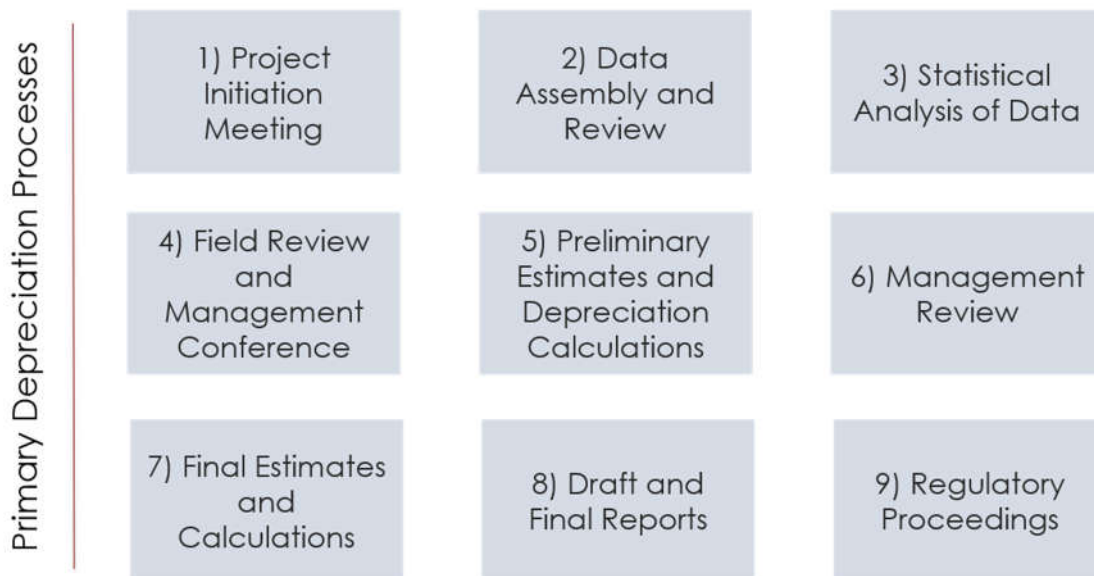 Primary Depreciation Processes
1) Project
Initiation
Meeting
2) Data
Assembly and
Review
3) Statistical
Analysis of Data
4) Field Review
and
Management
Conference
5) Preliminary
Estimates and
Depreciation
Calculations
6) Management
Review
7) Final Estimates
and
Calculations
8) Draft and
Final Reports
9) Regulatory
Proceedings